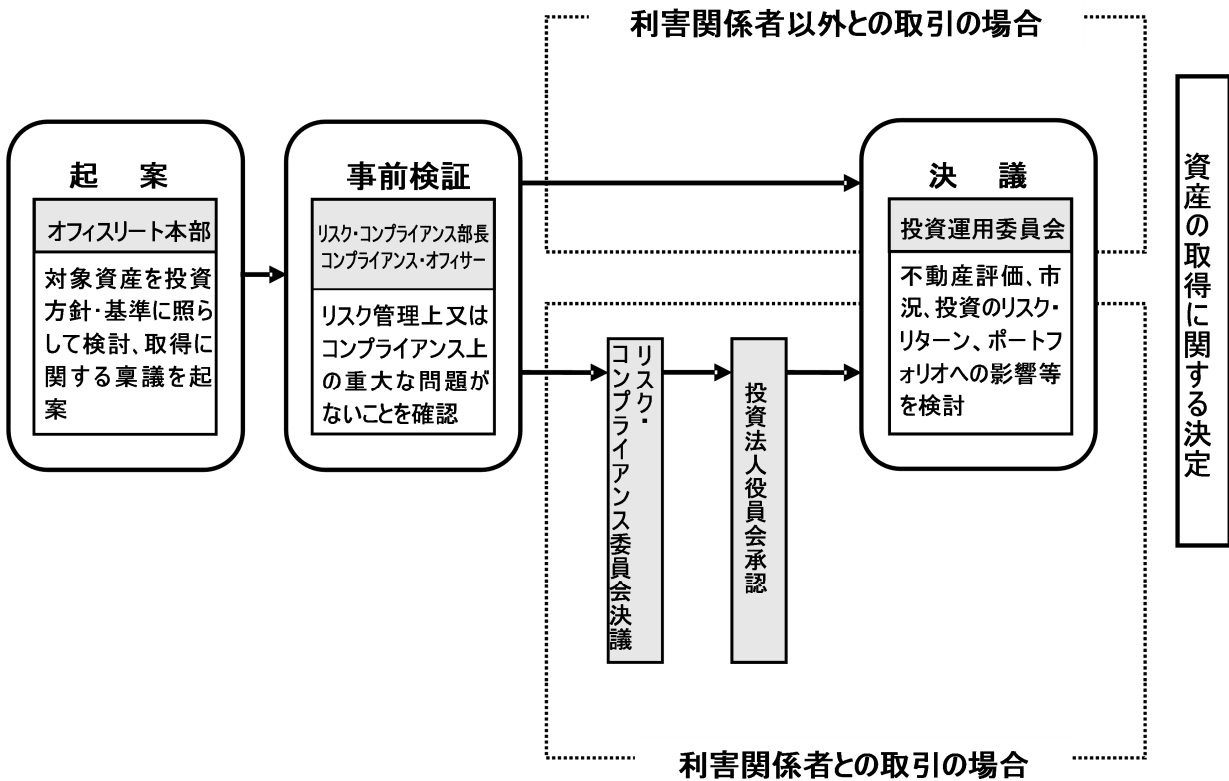 利害関係者以外との取引の場合
起　案
オフィスリート本部
対象資産を投資
方針・基準に照ら
して検討、取得に
関する稟議を起
案
事前検証
リスク・コンプライアンス部長
コンプライアンス・オフィサー
リスク管理上又は
コンプライアンス上
の重大な問題が
ないことを確認
リスク・
コンプライアンス委員会決議
投資法人役員会承認
決　議
投資運用委員会
不動産評価、市
況、投資のリスク・
リターン、ポートフ
ォリオへの影響等
を検討
資産の取得に関する決定
利害関係者との取引の場合